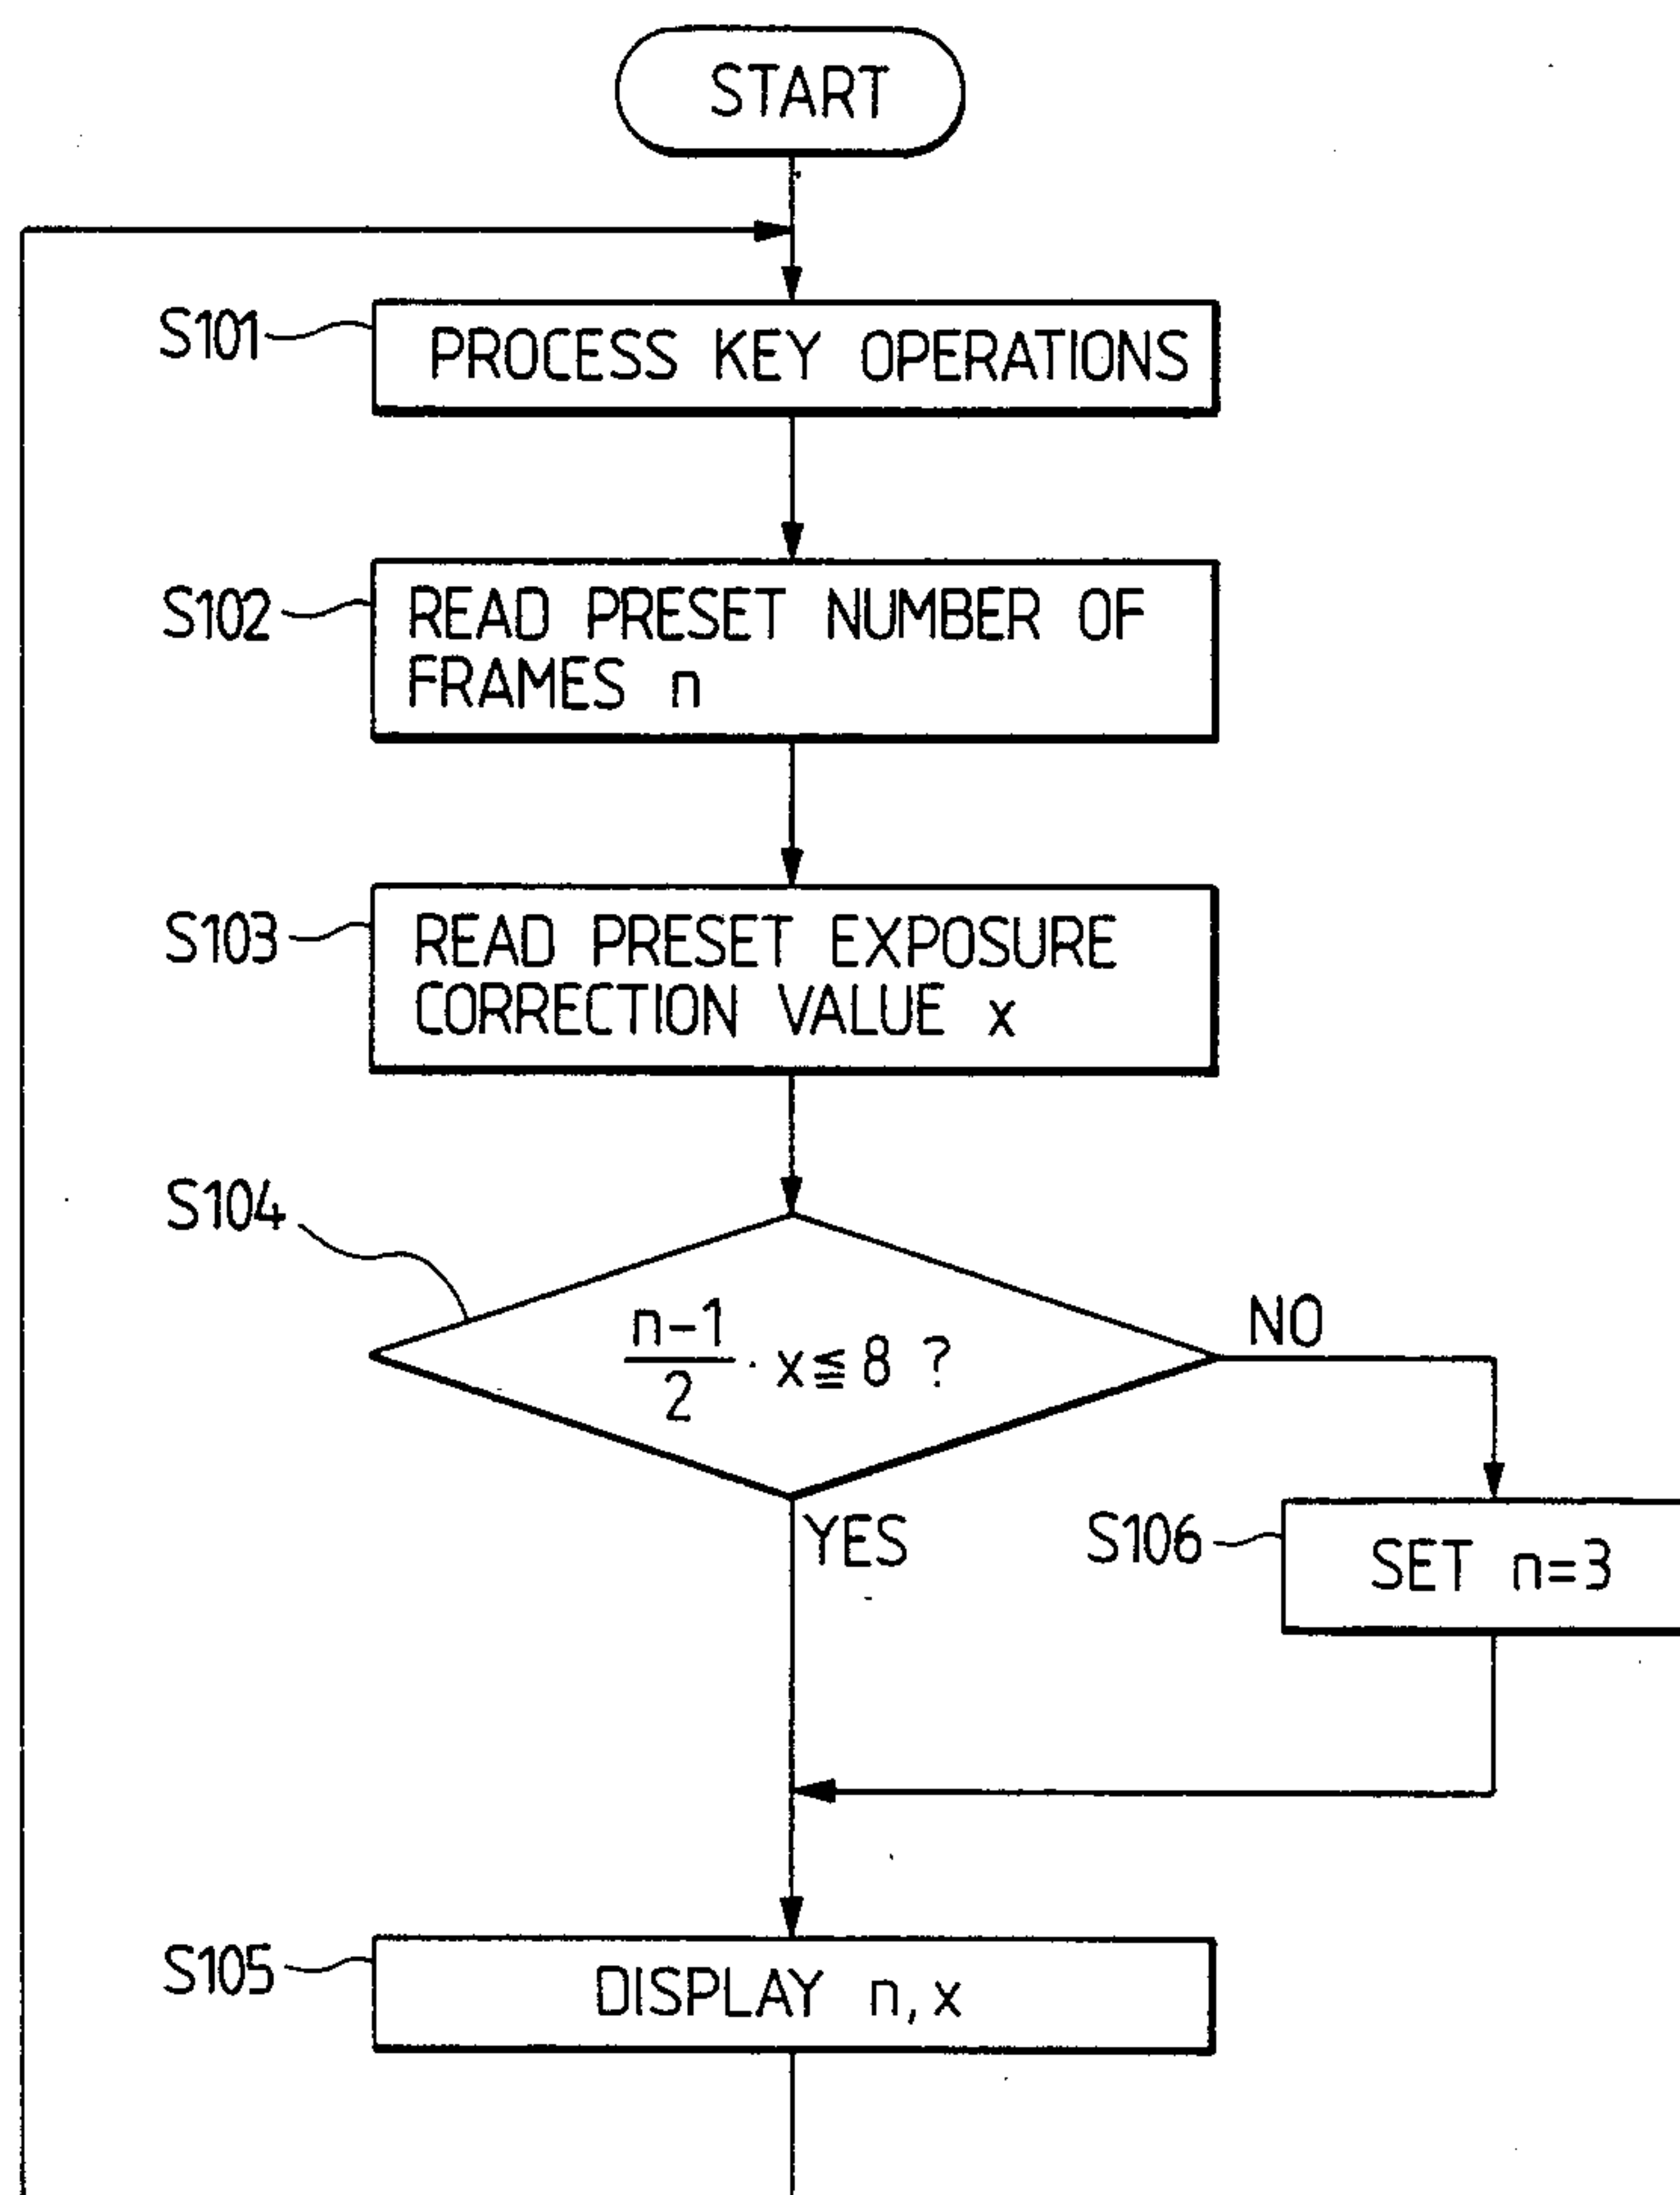 START
S101
PROCESS KEY OPERATIONS
S102
READ PRESET NUMBER OF
FRAMES n
S103
READ PRESET EXPOSURE
CORRECTION VALUE x
S104
n-1
2
· x≦8 ?
NO
YES
S106
SET n=3
S105
DISPLAY n,x